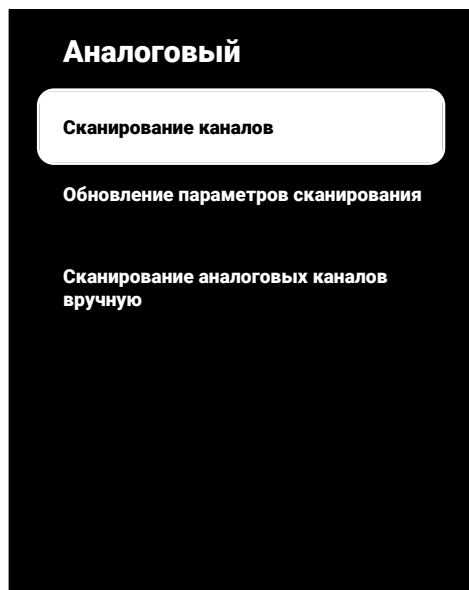 Аналоговый
Сканирование каналов
Обновление параметров сканирования
Сканирование аналоговых каналов
вручную